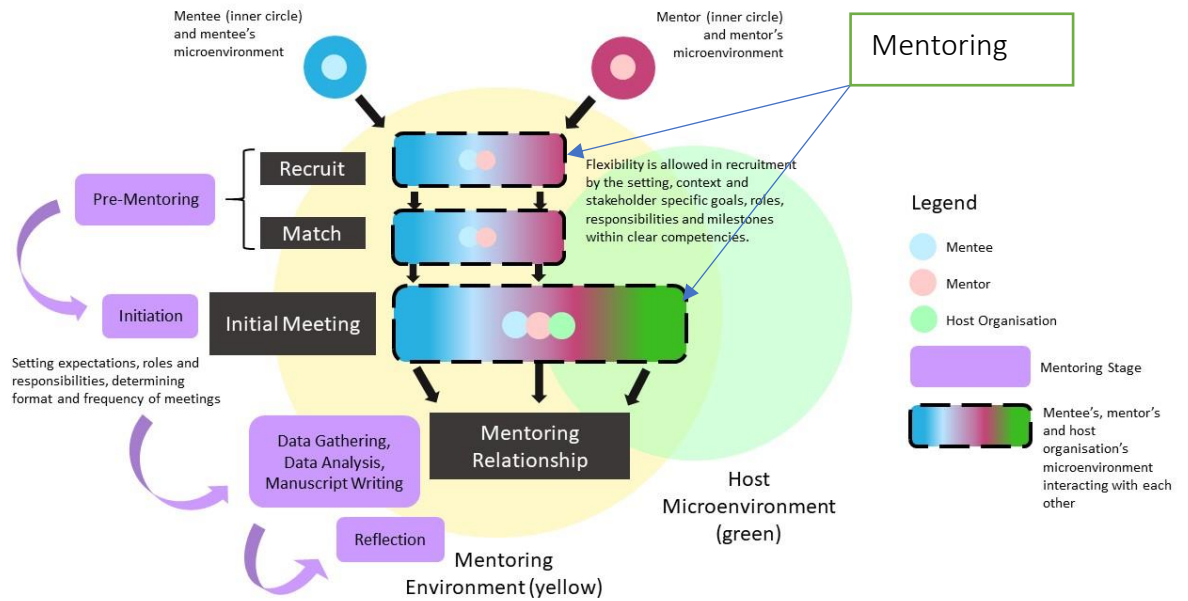 Mentee (inner circle)
and mentee's
microenvironment
Mentor (inner circle)
and mentor's
microenvironment
Mentoring
Recruit
Flexibility is allowed in recruitment
by the setting, context and
stakeholder specific goals, roles,
responsibilities and milestones
within clear competencies.
Pre-Mentoring
Match
Initiation
Initial Meeting
Setting expectations, roles and
responsibilities, determining
format and frequency of meetings
Data Gathering,
Data Analysis,
Manuscript Writing
Mentoring
Relationship
Reflection
Mentoring
Environment (yellow)
Host
Microenvironment
(green)
Legend
Mentee
Mentor
Host Organisation
Mentoring Stage
Mentee's, mentor's
and host
organisation's
microenvironment
interacting with each
other